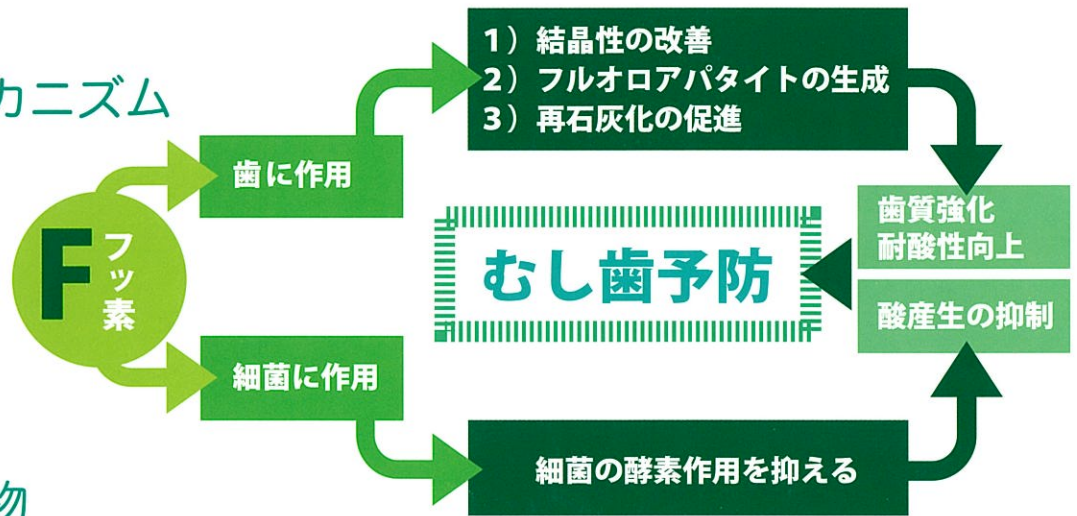 カニズム
F
フッ素
歯に作用
1）結晶性の改善
2）フルオロアパタイトの生成
3）再石灰化の促進
歯質強化
耐酸性向上
むし歯予防
酸産生の抑制
細菌に作用
細菌の酵素作用を抑える
物